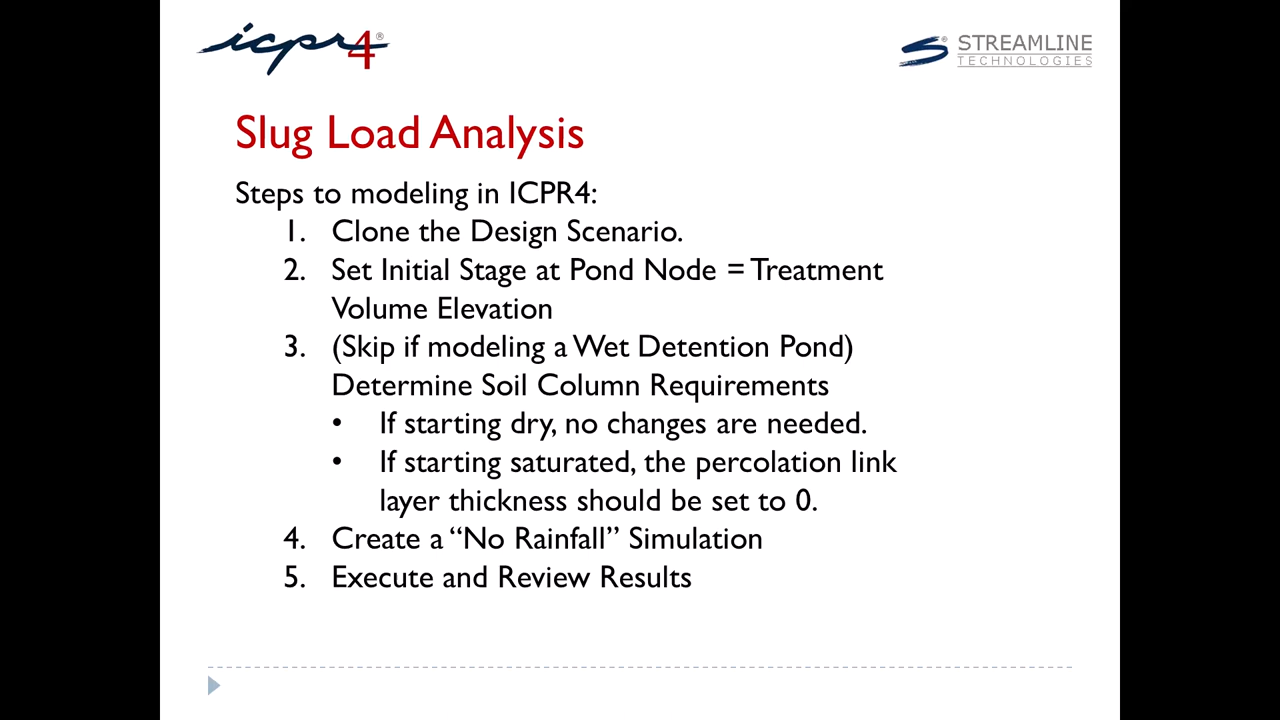 icpr4®
STREAMLINE
TECHNOLOGIES
Slug Load Analysis
Steps to modeling in ICPR4:
1. Clone the Design Scenario.
2. Set Initial Stage at Pond Node = Treatment
Volume Elevation
3. (Skip if modeling a Wet Detention Pond)
Determine Soil Column Requirements
• If starting dry, no changes are needed.
• If starting saturated, the percolation link
layer thickness should be set to 0.
4. Create a “No Rainfall” Simulation
5. Execute and Review Results